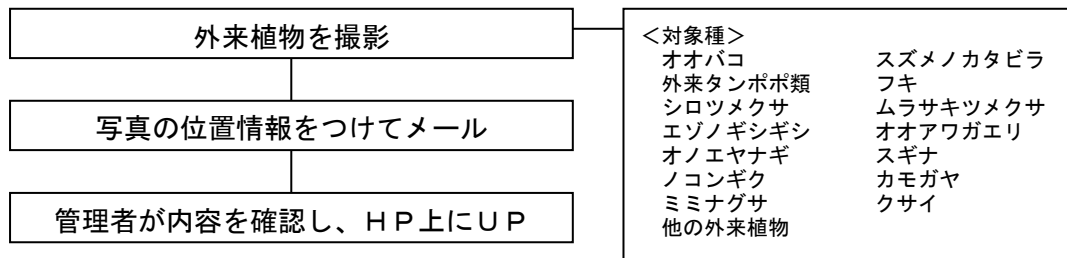 外来植物を撮影
写真の位置情報をつけてメール
管理者が内容を確認し、ＨＰ上にＵＰ
＜対象種＞
オオバコ　スズメノカタビラ
外来タンポポ類　フキ
シロツメクサ　ムラサキツメクサ
エゾノギシギシ　オオアワガエリ
オノエヤナギ　スギナ
ノコンギク　カモガヤ
ミミナグサ　クサイ
他の外来植物